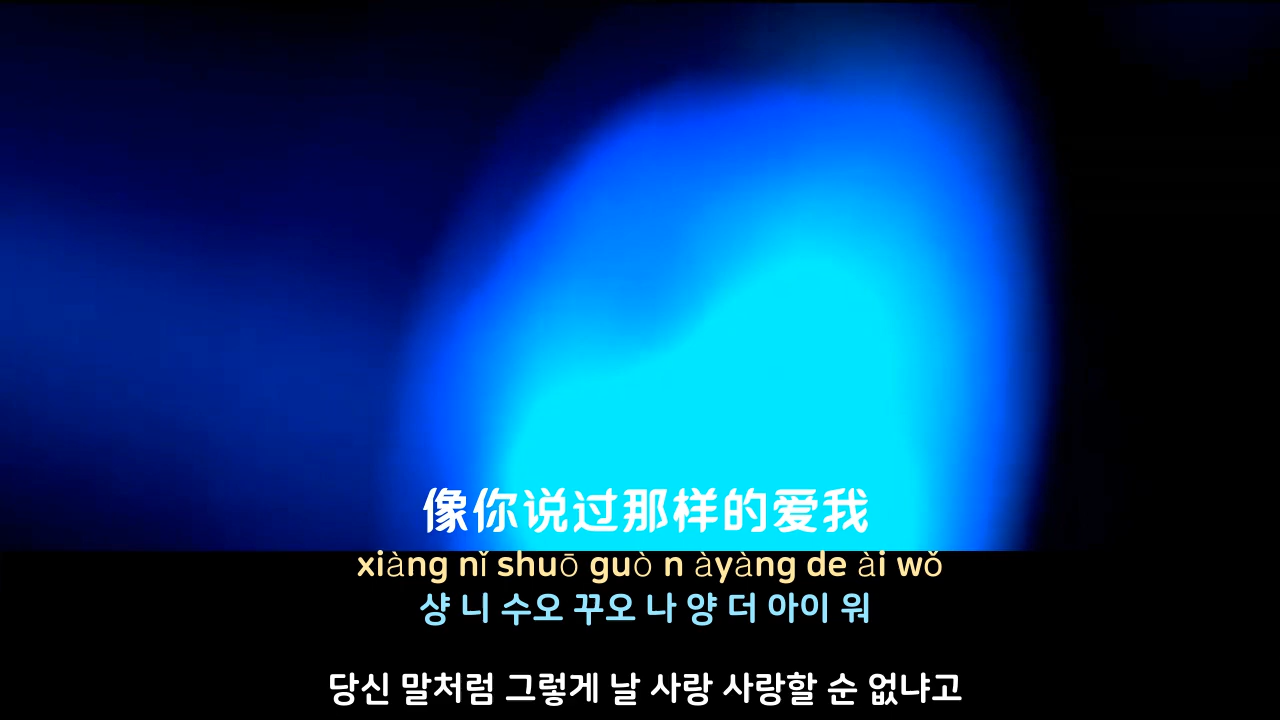 像你说过那样的爱我
xiàng nǐ shuō guò n àyàng de ài wǒ
샹 니 수오 꾸오 나 양 더 아이 워
당신 말처럼 그렇게 날 사랑 사랑할 순 없냐고